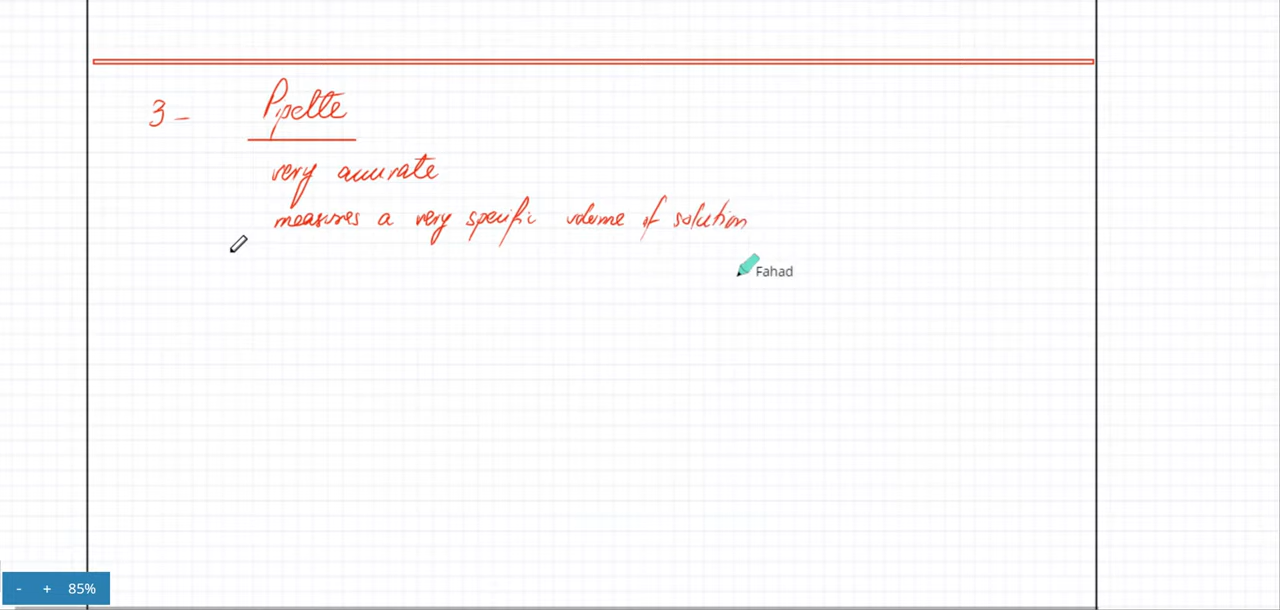 3- Pipette
very accurate
measures a very specific volume of solution
Fahad
- + 85%